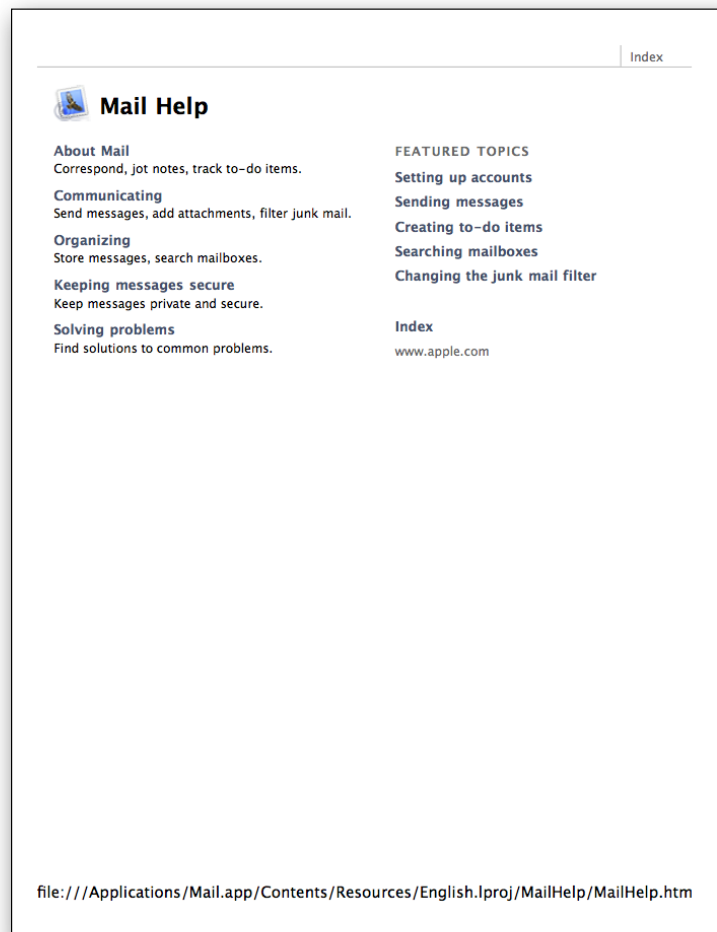 Index
Mail Help
About Mail
Correspond, jot notes, track to-do items.
Communicating
Send messages, add attachments, filter junk mail.
Organizing
Store messages, search mailboxes.
Keeping messages secure
Keep messages private and secure.
Solving problems
Find solutions to common problems.
FEATURED TOPICS
Setting up accounts
Sending messages
Creating to-do items
Searching mailboxes
Changing the junk mail filter
Index
www.apple.com
file:///Applications/Mail.app/Contents/Resources/English.lproj/MailHelp/MailHelp.htm